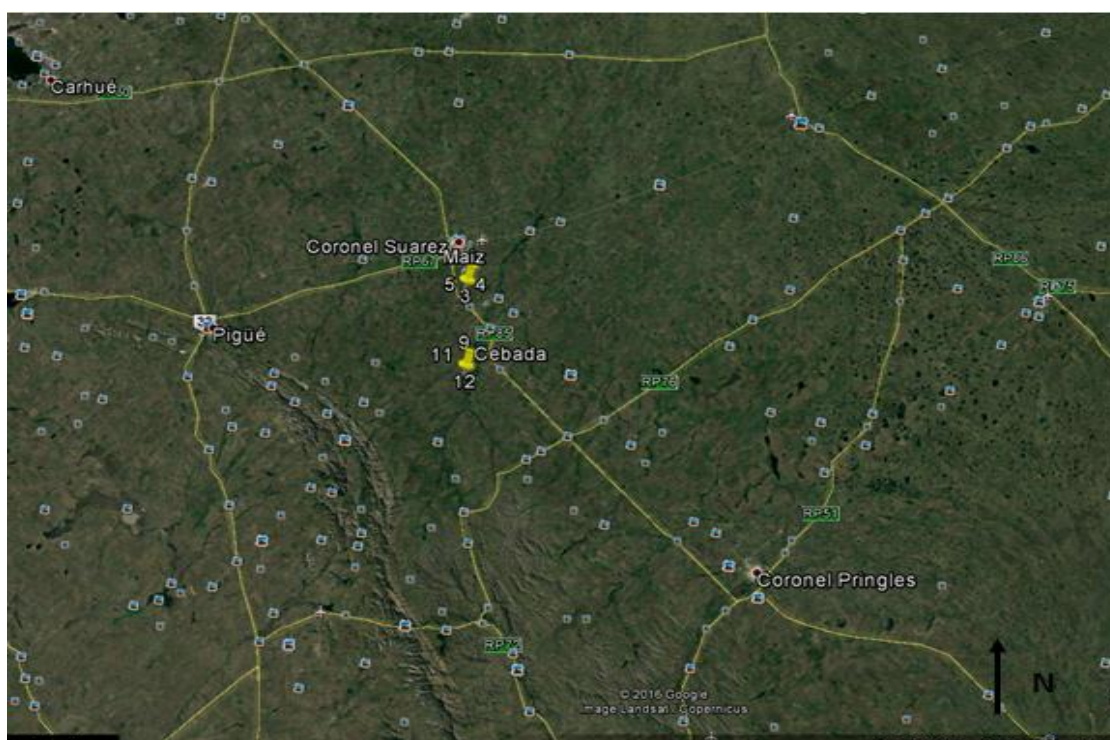 Carhué
Coronel Suarez
Maiz
RP67
5 4
3
33
Pigüé
RP85
9
11 Cebada
12
RP76
RP86
RP51
Coronel Pringles
RP76
N
© 2016 Google
Image Landsat / Copernicus